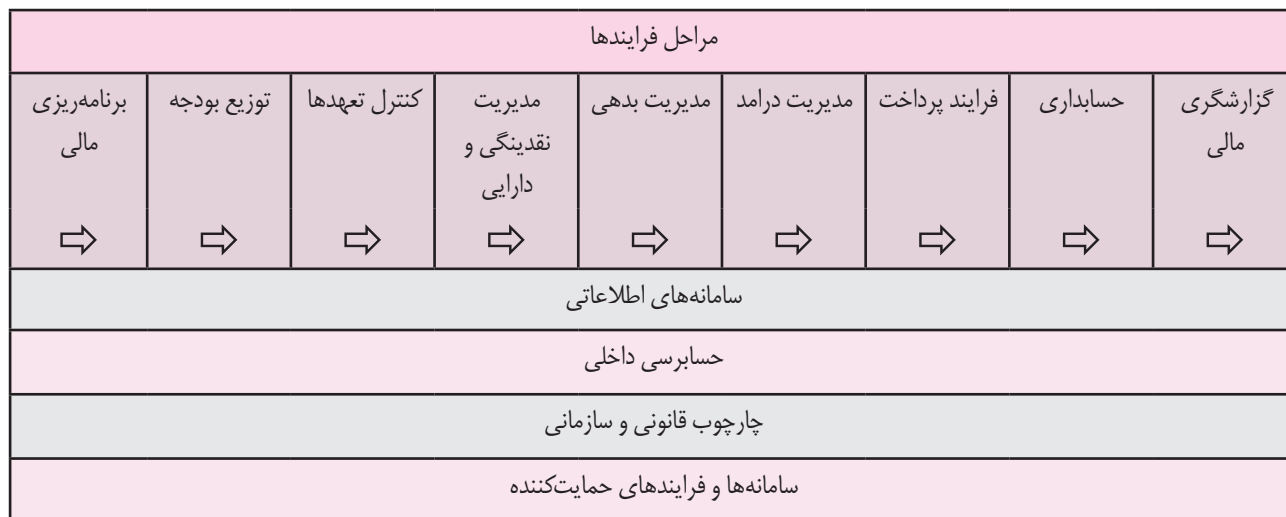 مراحل فرایندها
برنامه‌ریزی
مالی
توزیع بودجه
کنترل تعهدها
مدیریت
نقدینگی و
دارایی
مدیریت بدهی
مدیریت درامد
فرایند پرداخت
حسابداری
گزارشگری
مالی
سامانه‌های اطلاعاتی
حسابرسی داخلی
چارچوب قانونی و سازمانی
سامانه‌ها و فرایندهای حمایت‌کننده